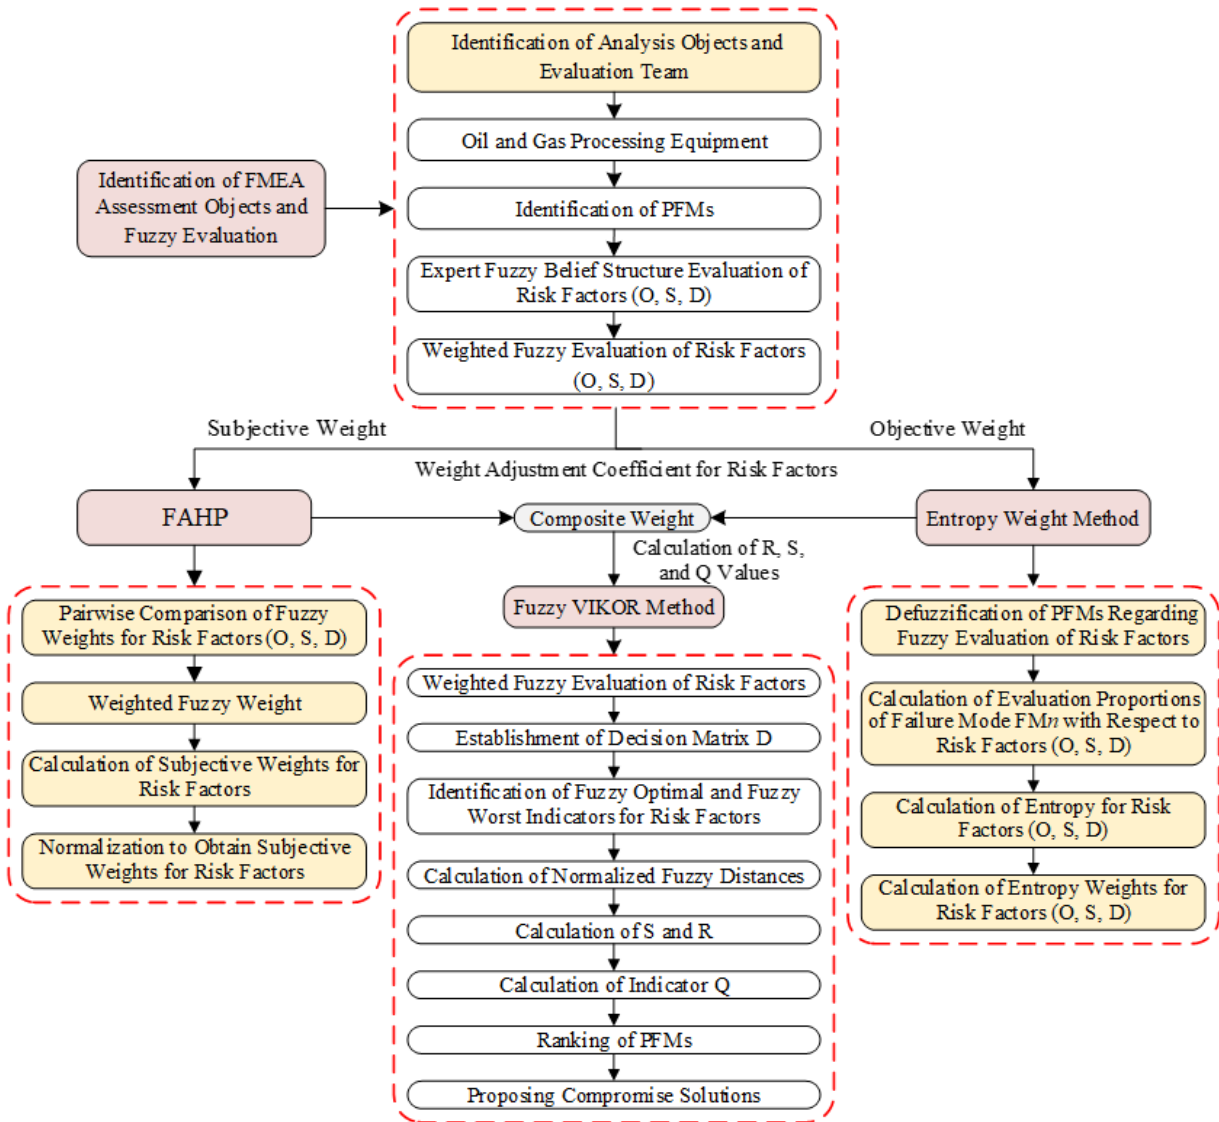 Identification of Analysis Objects and
Evaluation Team
Oil and Gas Processing Equipment
Identification of FMEA
Assessment Objects and
Fuzzy Evaluation
Identification of PFMs
Expert Fuzzy Belief Structure Evaluation of
Risk Factors (O, S, D)
Weighted Fuzzy Evaluation of Risk Factors
(O, S, D)
Subjective Weight
Objective Weight
Weight Adjustment Coefficient for Risk Factors
FAHP
Composite Weight
Entropy Weight Method
Calculation of R, S,
and Q Values
Fuzzy VIKOR Method
Pairwise Comparison of Fuzzy
Weights for Risk Factors (O, S, D)
Weighted Fuzzy Weight
Calculation of Subjective Weights for
Risk Factors
Normalization to Obtain Subjective
Weights for Risk Factors
Weighted Fuzzy Evaluation of Risk Factors
Establishment of Decision Matrix D
Identification of Fuzzy Optimal and Fuzzy
Worst Indicators for Risk Factors
Calculation of Normalized Fuzzy Distances
Calculation of S and R
Calculation of Indicator Q
Ranking of PFMs
Proposing Compromise Solutions
Defuzzification of PFMs Regarding
Fuzzy Evaluation of Risk Factors
Calculation of Evaluation Proportions
of Failure Mode FMn with Respect to
Risk Factors (O, S, D)
Calculation of Entropy for Risk
Factors (O, S, D)
Calculation of Entropy Weights for
Risk Factors (O, S, D)